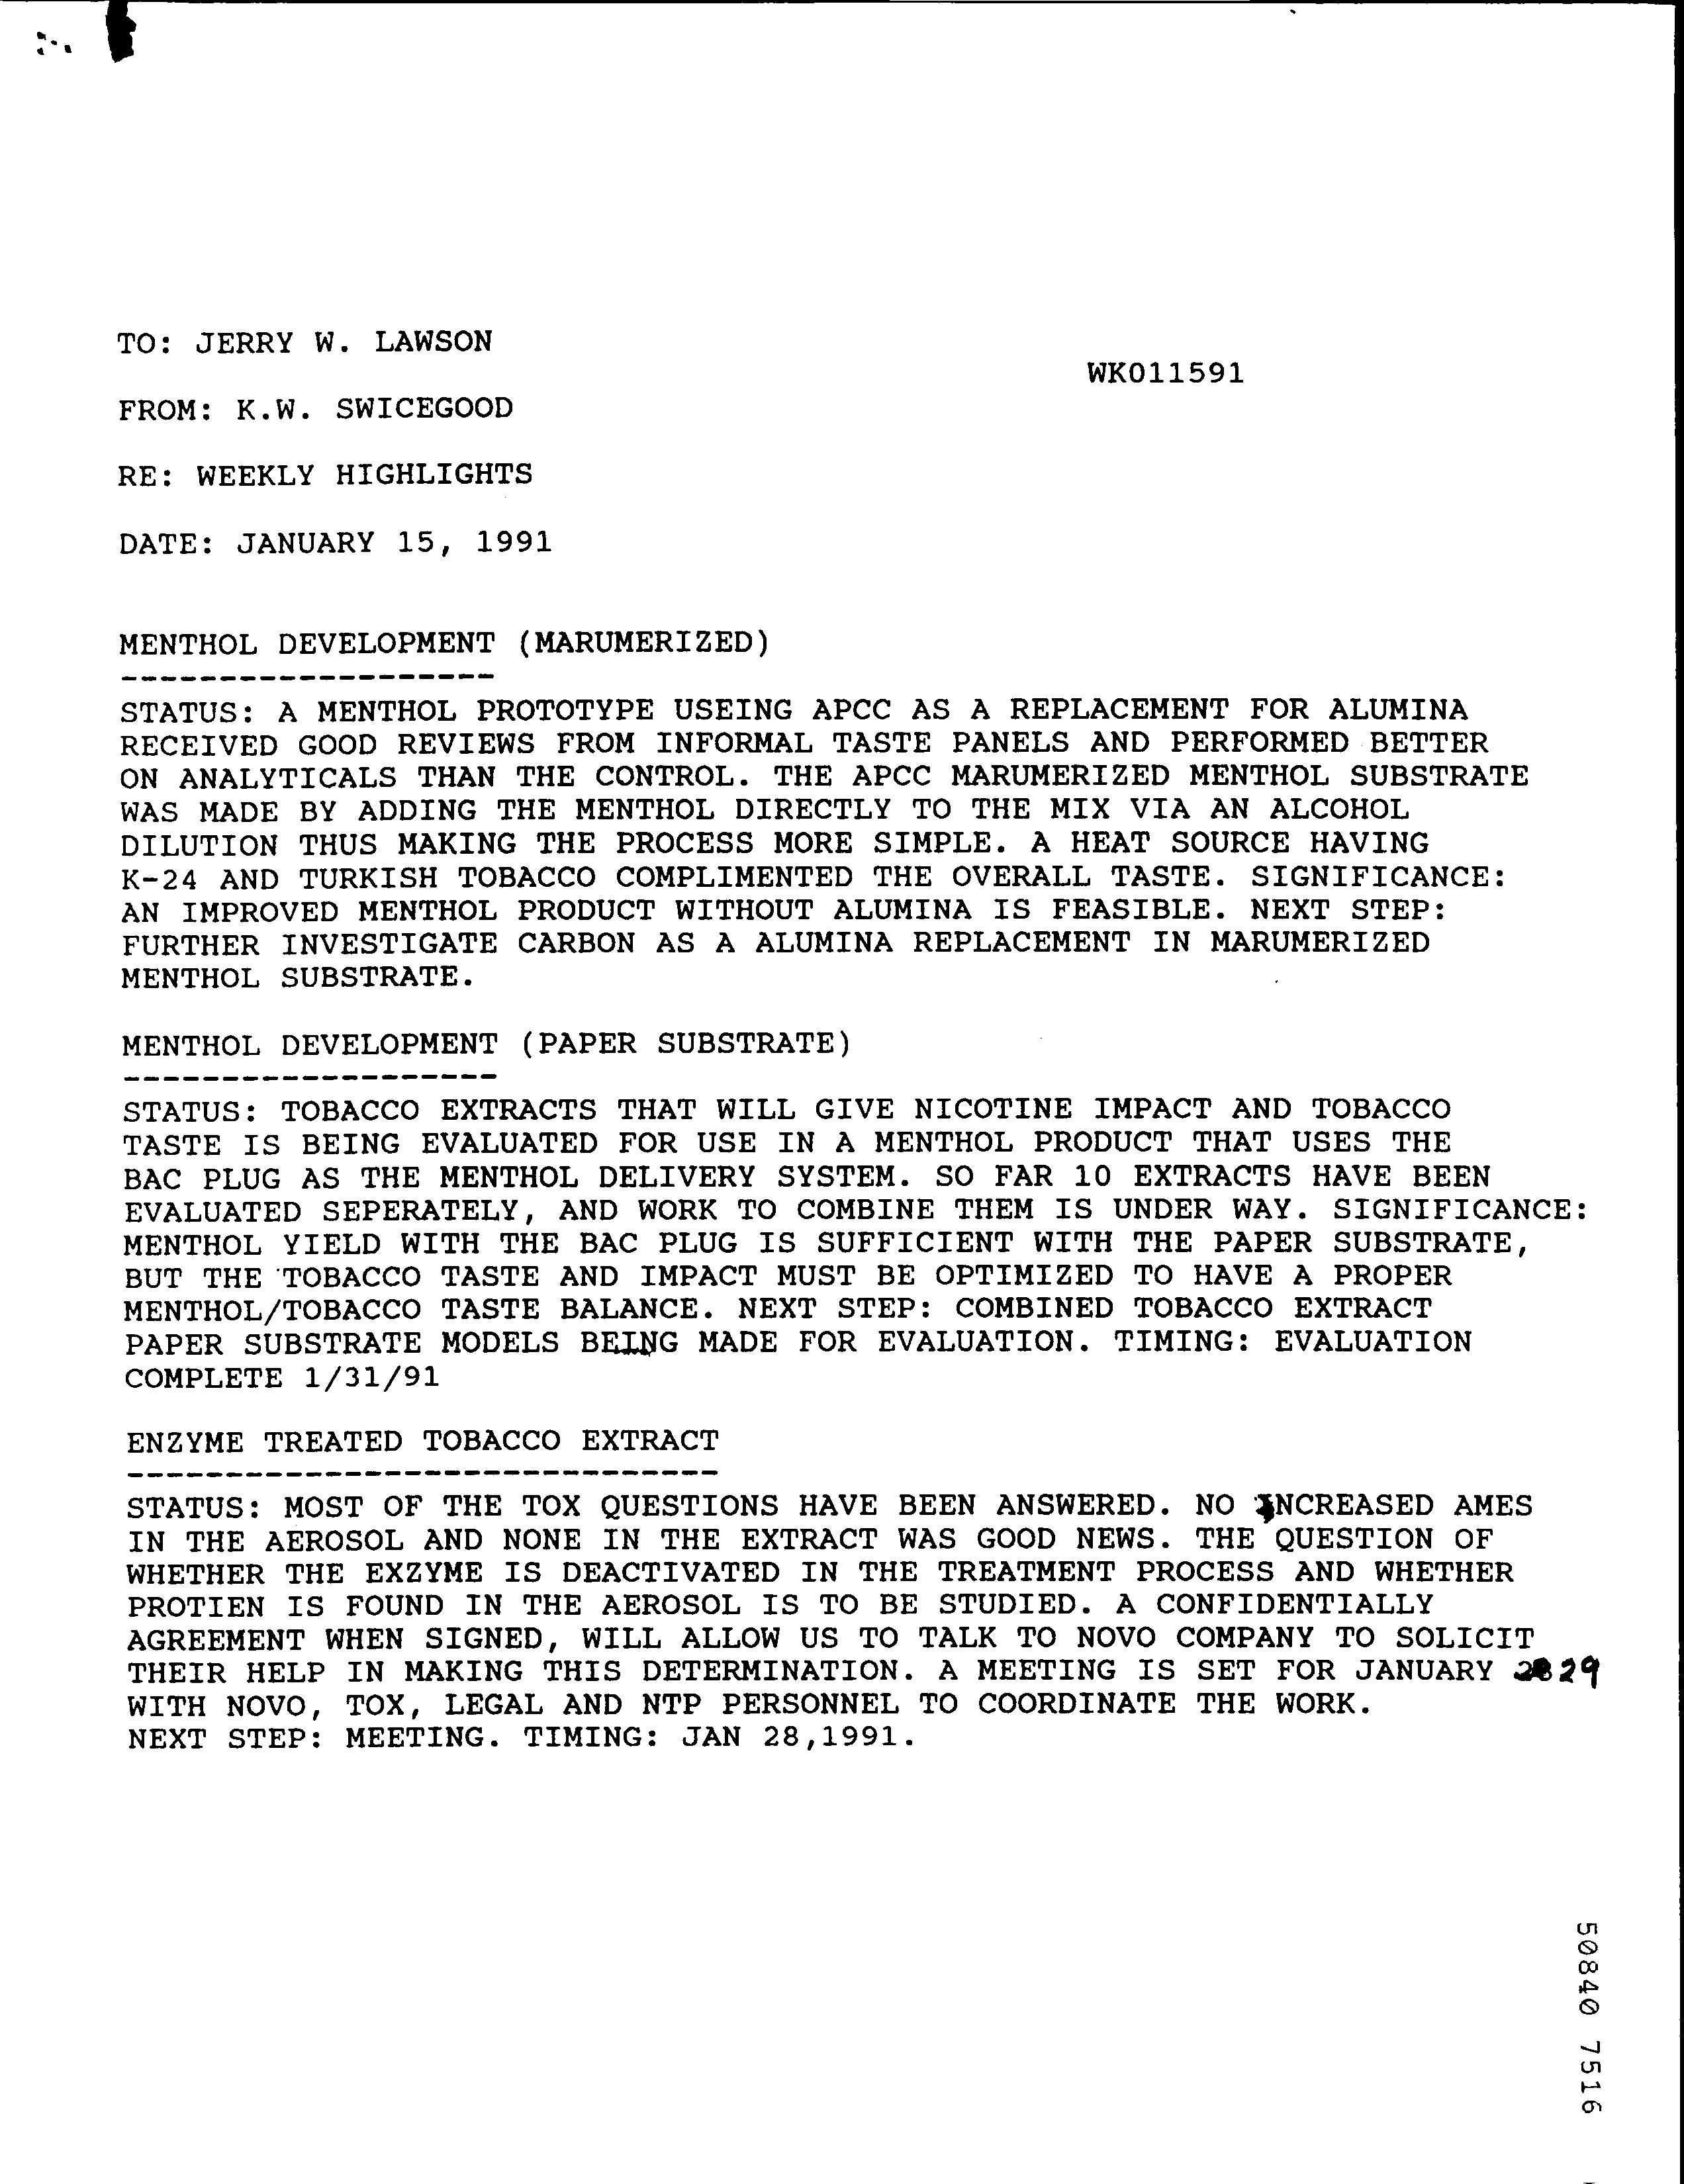 TO: JERRY W. LAWSON
WK011591
FROM: K.W. SWICEGOOD
RE: WEEKLY HIGHLIGHTS
DATE: JANUARY 15, 1991
MENTHOL DEVELOPMENT (MARUMERIZED)
-------------------
STATUS: A MENTHOL PROTOTYPE USEING APCC AS A REPLACEMENT FOR ALUMINA
RECEIVED GOOD REVIEWS FROM INFORMAL TASTE PANELS AND PERFORMED BETTER
ON ANALYTICALS THAN THE CONTROL. THE APCC MARUMERIZED MENTHOL SUBSTRATE
WAS MADE BY ADDING THE MENTHOL DIRECTLY TO THE MIX VIA AN ALCOHOL
DILUTION THUS MAKING THE PROCESS MORE SIMPLE. A HEAT SOURCE HAVING
K-24 AND TURKISH TOBACCO COMPLIMENTED THE OVERALL TASTE. SIGNIFICANCE:
AN IMPROVED MENTHOL PRODUCT WITHOUT ALUMINA IS FEASIBLE. NEXT STEP:
FURTHER INVESTIGATE CARBON AS A ALUMINA REPLACEMENT IN MARUMERIZED
MENTHOL SUBSTRATE.
MENTHOL DEVELOPMENT (PAPER SUBSTRATE)
-------------------
STATUS: TOBACCO EXTRACTS THAT WILL GIVE NICOTINE IMPACT AND TOBACCO
TASTE IS BEING EVALUATED FOR USE IN A MENTHOL PRODUCT THAT USES THE
BAC PLUG AS THE MENTHOL DELIVERY SYSTEM. SO FAR 10 EXTRACTS HAVE BEEN
EVALUATED SEPERATELY, AND WORK TO COMBINE THEM IS UNDER WAY. SIGNIFICANCE:
MENTHOL YIELD WITH THE BAC PLUG IS SUFFICIENT WITH THE PAPER SUBSTRATE,
BUT THE TOBACCO TASTE AND IMPACT MUST BE OPTIMIZED TO HAVE A PROPER
MENTHOL/TOBACCO TASTE BALANCE. NEXT STEP: COMBINED TOBACCO EXTRACT
PAPER SUBSTRATE MODELS BEING MADE FOR EVALUATION. TIMING: EVALUATION
COMPLETE 1/31/91
ENZYME TREATED TOBACCO EXTRACT
------------------------------
STATUS: MOST OF THE TOX QUESTIONS HAVE BEEN ANSWERED. NO INCREASED AMES
IN THE AEROSOL AND NONE IN THE EXTRACT WAS GOOD NEWS. THE QUESTION OF
WHETHER THE EXZYME IS DEACTIVATED IN THE TREATMENT PROCESS AND WHETHER
PROTIEN IS FOUND IN THE AEROSOL IS TO BE STUDIED. A CONFIDENTIALLY
AGREEMENT WHEN SIGNED, WILL ALLOW US TO TALK TO NOVO COMPANY TO SOLICIT
THEIR HELP IN MAKING THIS DETERMINATION. A MEETING IS SET FOR JANUARY 29
WITH NOVO, TOX, LEGAL AND NTP PERSONNEL TO COORDINATE THE WORK.
NEXT STEP: MEETING. TIMING: JAN 28,1991.
50840 7516